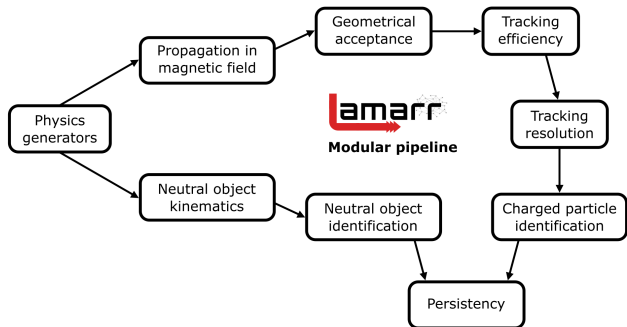 Geometrical
acceptance
Tracking
efficiency
Propagation in
magnetic field
Physics
generators
Lamarr
Modular pipeline
Tracking
resolution
Neutral object
kinematics
Neutral object
identification
Charged particle
identification
Persistency